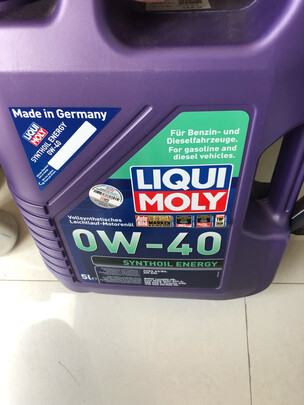 Made in Germany
LIQUI
MOLY
SYNTHOIL ENERGY
0W-40
Für Benzin- und
Dieselfahrzeuge.
For gasoline and
diesel vehicles.
LIQUI
MOLY
Vollsynthetisches
Leichtlauf-Motorenöl
0W-40
SYNTHOIL ENERGY
5L